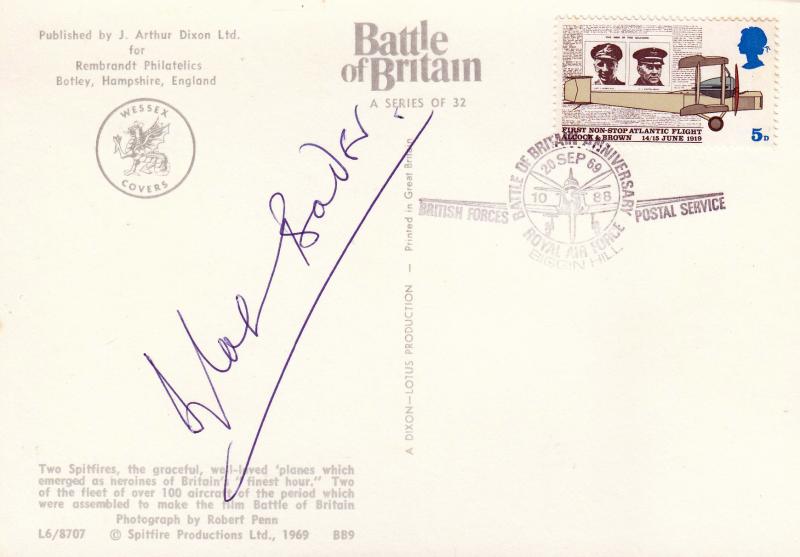 Published by J. Arthur Dixon Ltd.
for
Rembrandt Philatelics
Botley, Hampshire, England
WESSEX
COVERS
Battle
of Britain
A SERIES OF 32
Bader
A DIXON—LOTUS PRODUCTION — Printed in Great Britain
FIRST NON-STOP ATLANTIC FLIGHT
ALCOCK & BROWN 14/15 JUNE 1919
5D
BATTLE OF BRITAIN ANNIVERSARY
20 SEP 69
10 88
BRITISH FORCES POSTAL SERVICE
ROYAL AIR FORCE
BIGGIN HILL
Two Spitfires, the graceful, well-loved 'planes which
emerged as heroines of Britain's "finest hour." Two
of the fleet of over 100 aircraft of the period which
were assembled to make the film Battle of Britain
Photograph by Robert Penn
L6/8707 © Spitfire Productions Ltd., 1969 BB9